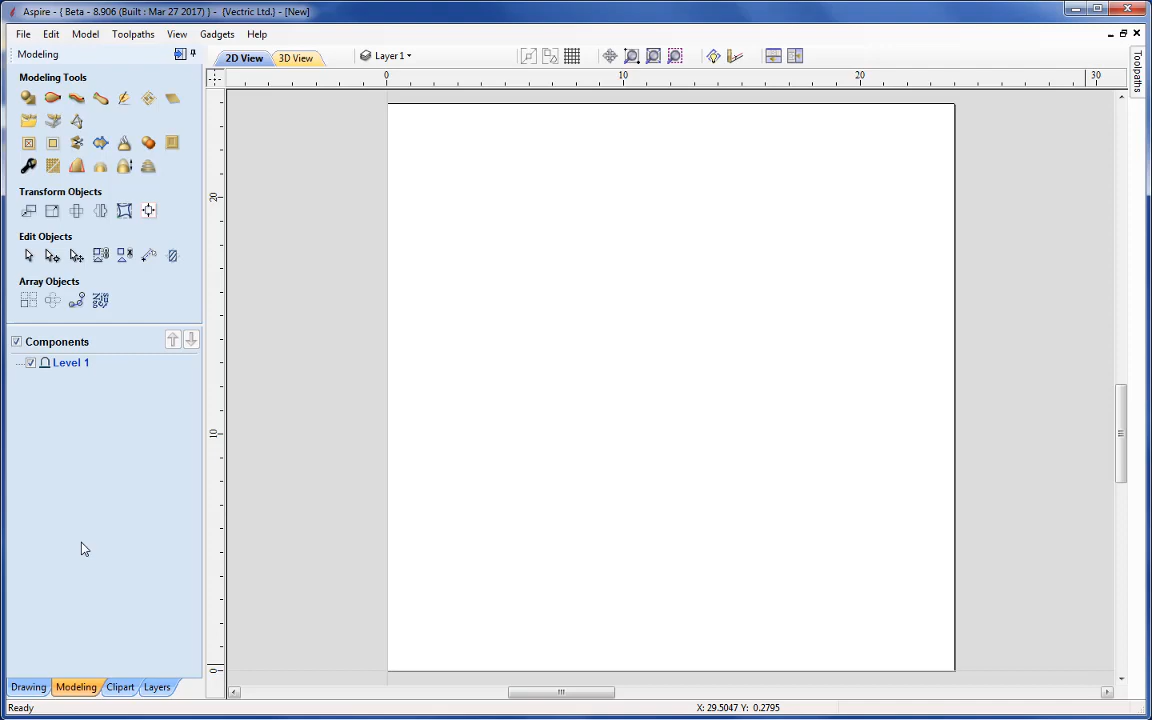 Aspire - { Beta - 8.906 (Built : Mar 27 2017) } - {Vectric Ltd.} - [New]
File Edit Model Toolpaths View Gadgets Help
Modeling
2D View 3D View Layer1
Toolpaths
0 10 20 30
20
10
0
Modeling Tools
Transform Objects
Edit Objects
Array Objects
Components
Level 1
Drawing Modeling Clipart Layers
Ready
X: 29.5047 Y: 0.2795